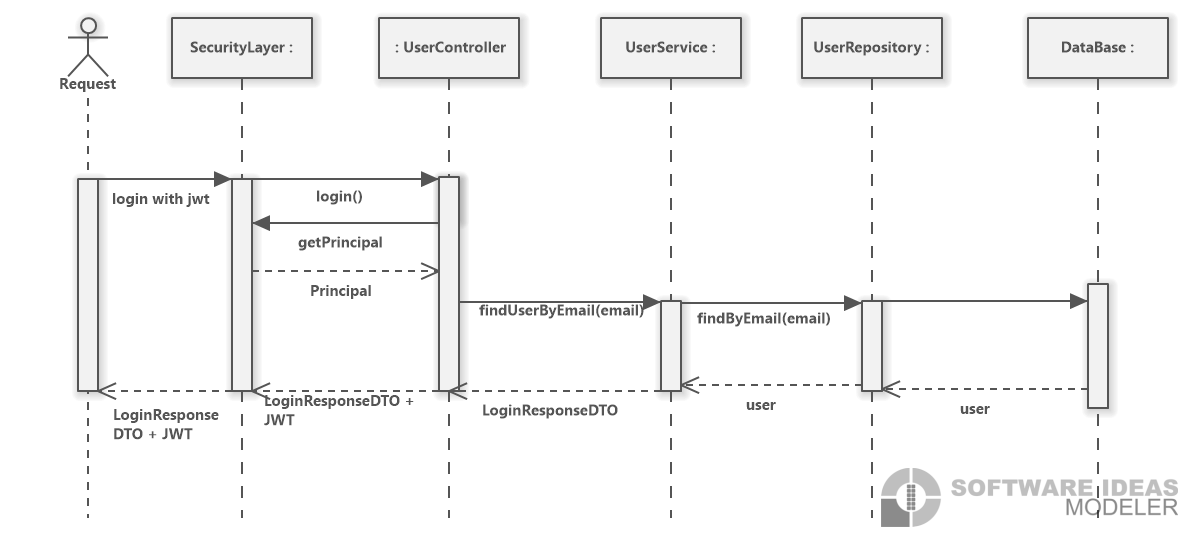 Request
SecurityLayer :
: UserController
UserService :
UserRepository :
DataBase :
login with jwt
login()
getPrincipal
Principal
findUserByEmail(email)
findByEmail(email)
user
user
LoginResponseDTO
LoginResponseDTO +
JWT
LoginResponse
DTO + JWT
SOFTWARE IDEAS
MODELER